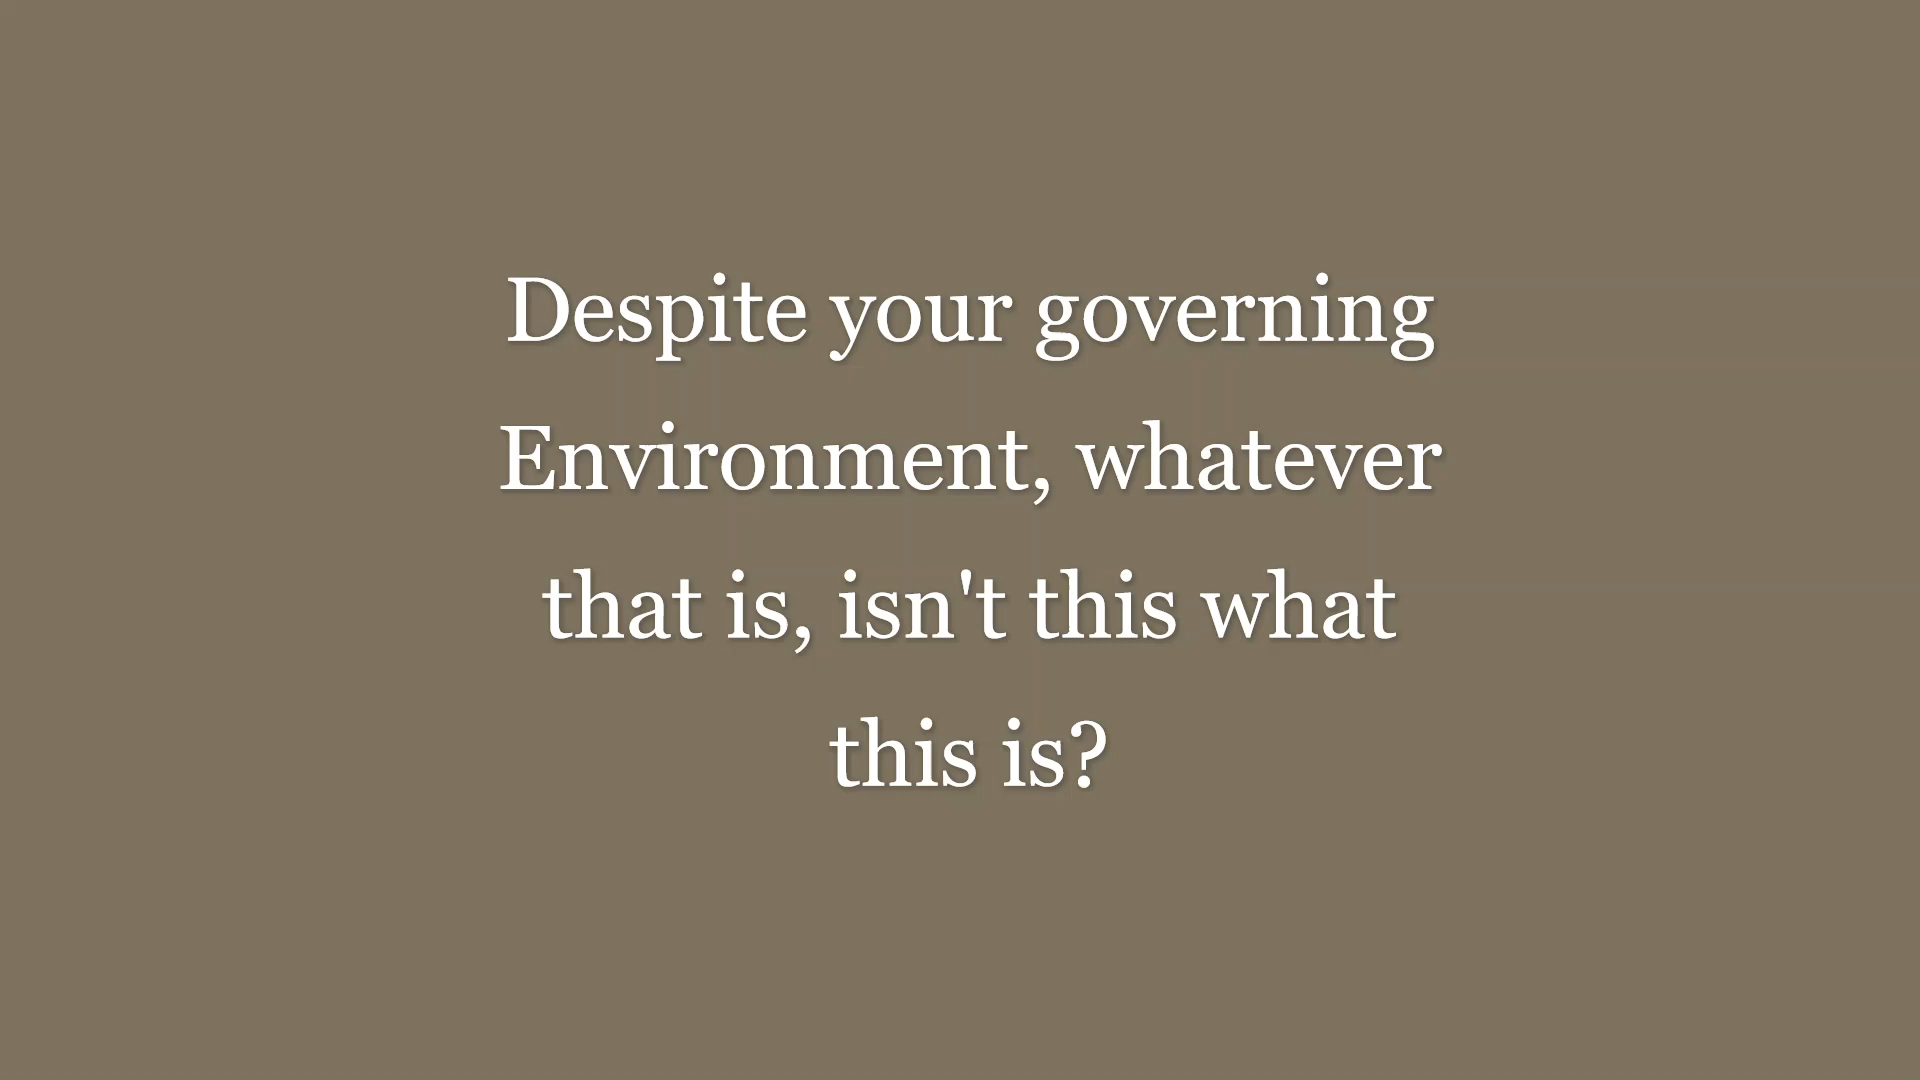 Despite your governing
Environment, whatever
that is, isn't this what
this is?